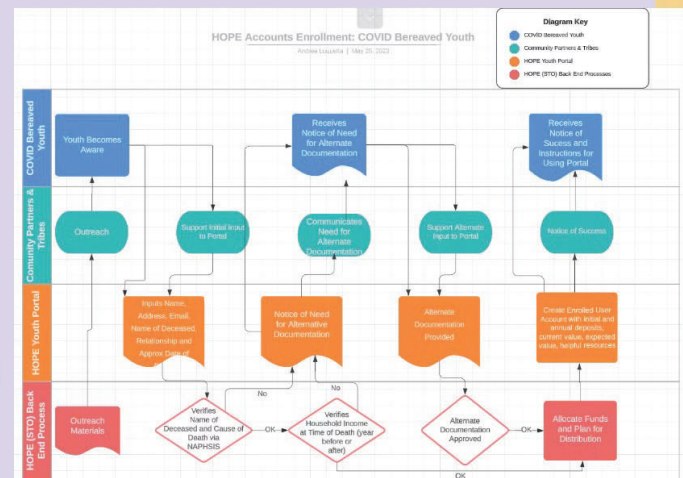 HOPE Accounts Enrollment: COVID Bereaved Youth
May 25, 2023
Diagram Key
COVID Bereaved Youth
Community Partners & Tribes
HOPE Youth Portal
HOPE (STO) Back End Processes
COVID Bereaved
Youth
Youth Becomes
Aware
Receives
Notice of Need
for Alternate
Documentation
Receives
Notice of
Sucess and
Instructions for
Using Portal
Comunity Partners &
Tribes
Outreach
Support Initial Input
to Portal
Communicates
Need for
Alternate
Documentation
Support Alternate
Input to Portal
Notice of Success
HOPE Youth Portal
Inputs Name,
Address, Email,
Name of Deceased,
Relationship and
Approx Date of
Notice of Need
for Alternative
Documentation
Alternate
Documentation
Provided
Create Enrolled User
Account with initial and
annual deposits,
current value, expected
value, helpful resources
HOPE (STO) Back
End Process
Outreach
Materials
Verifies
Name of
Deceased and Cause of
Death via
NAPHSIS
No
OK
Verifies
Household Income
at Time of Death (year
before or
after)
No
OK
Alternate
Documentation
Approved
OK
Allocate Funds
and Plan for
Distribution